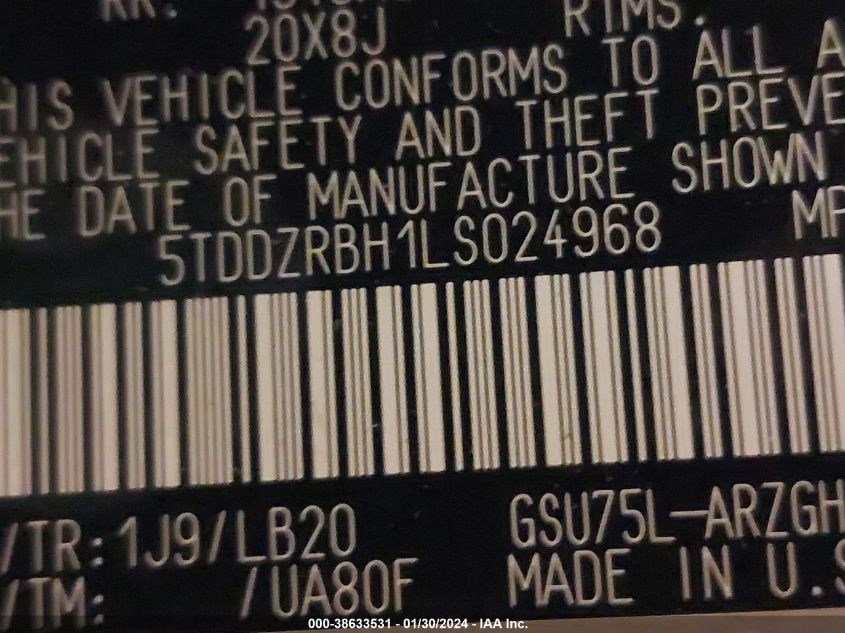 RR:
20X8J RIMS.
HIS VEHICLE CONFORMS TO ALL A
EHICLE SAFETY AND THEFT PREVE
HE DATE OF MANUFACTURE SHOWN
5TDDZRBH1LS024968 MP
/TR:1J9/LB20 GSU75L-ARZGH
/TM: /UA80F MADE IN U.S
000-38633531 - 01/30/2024 - IAA Inc.